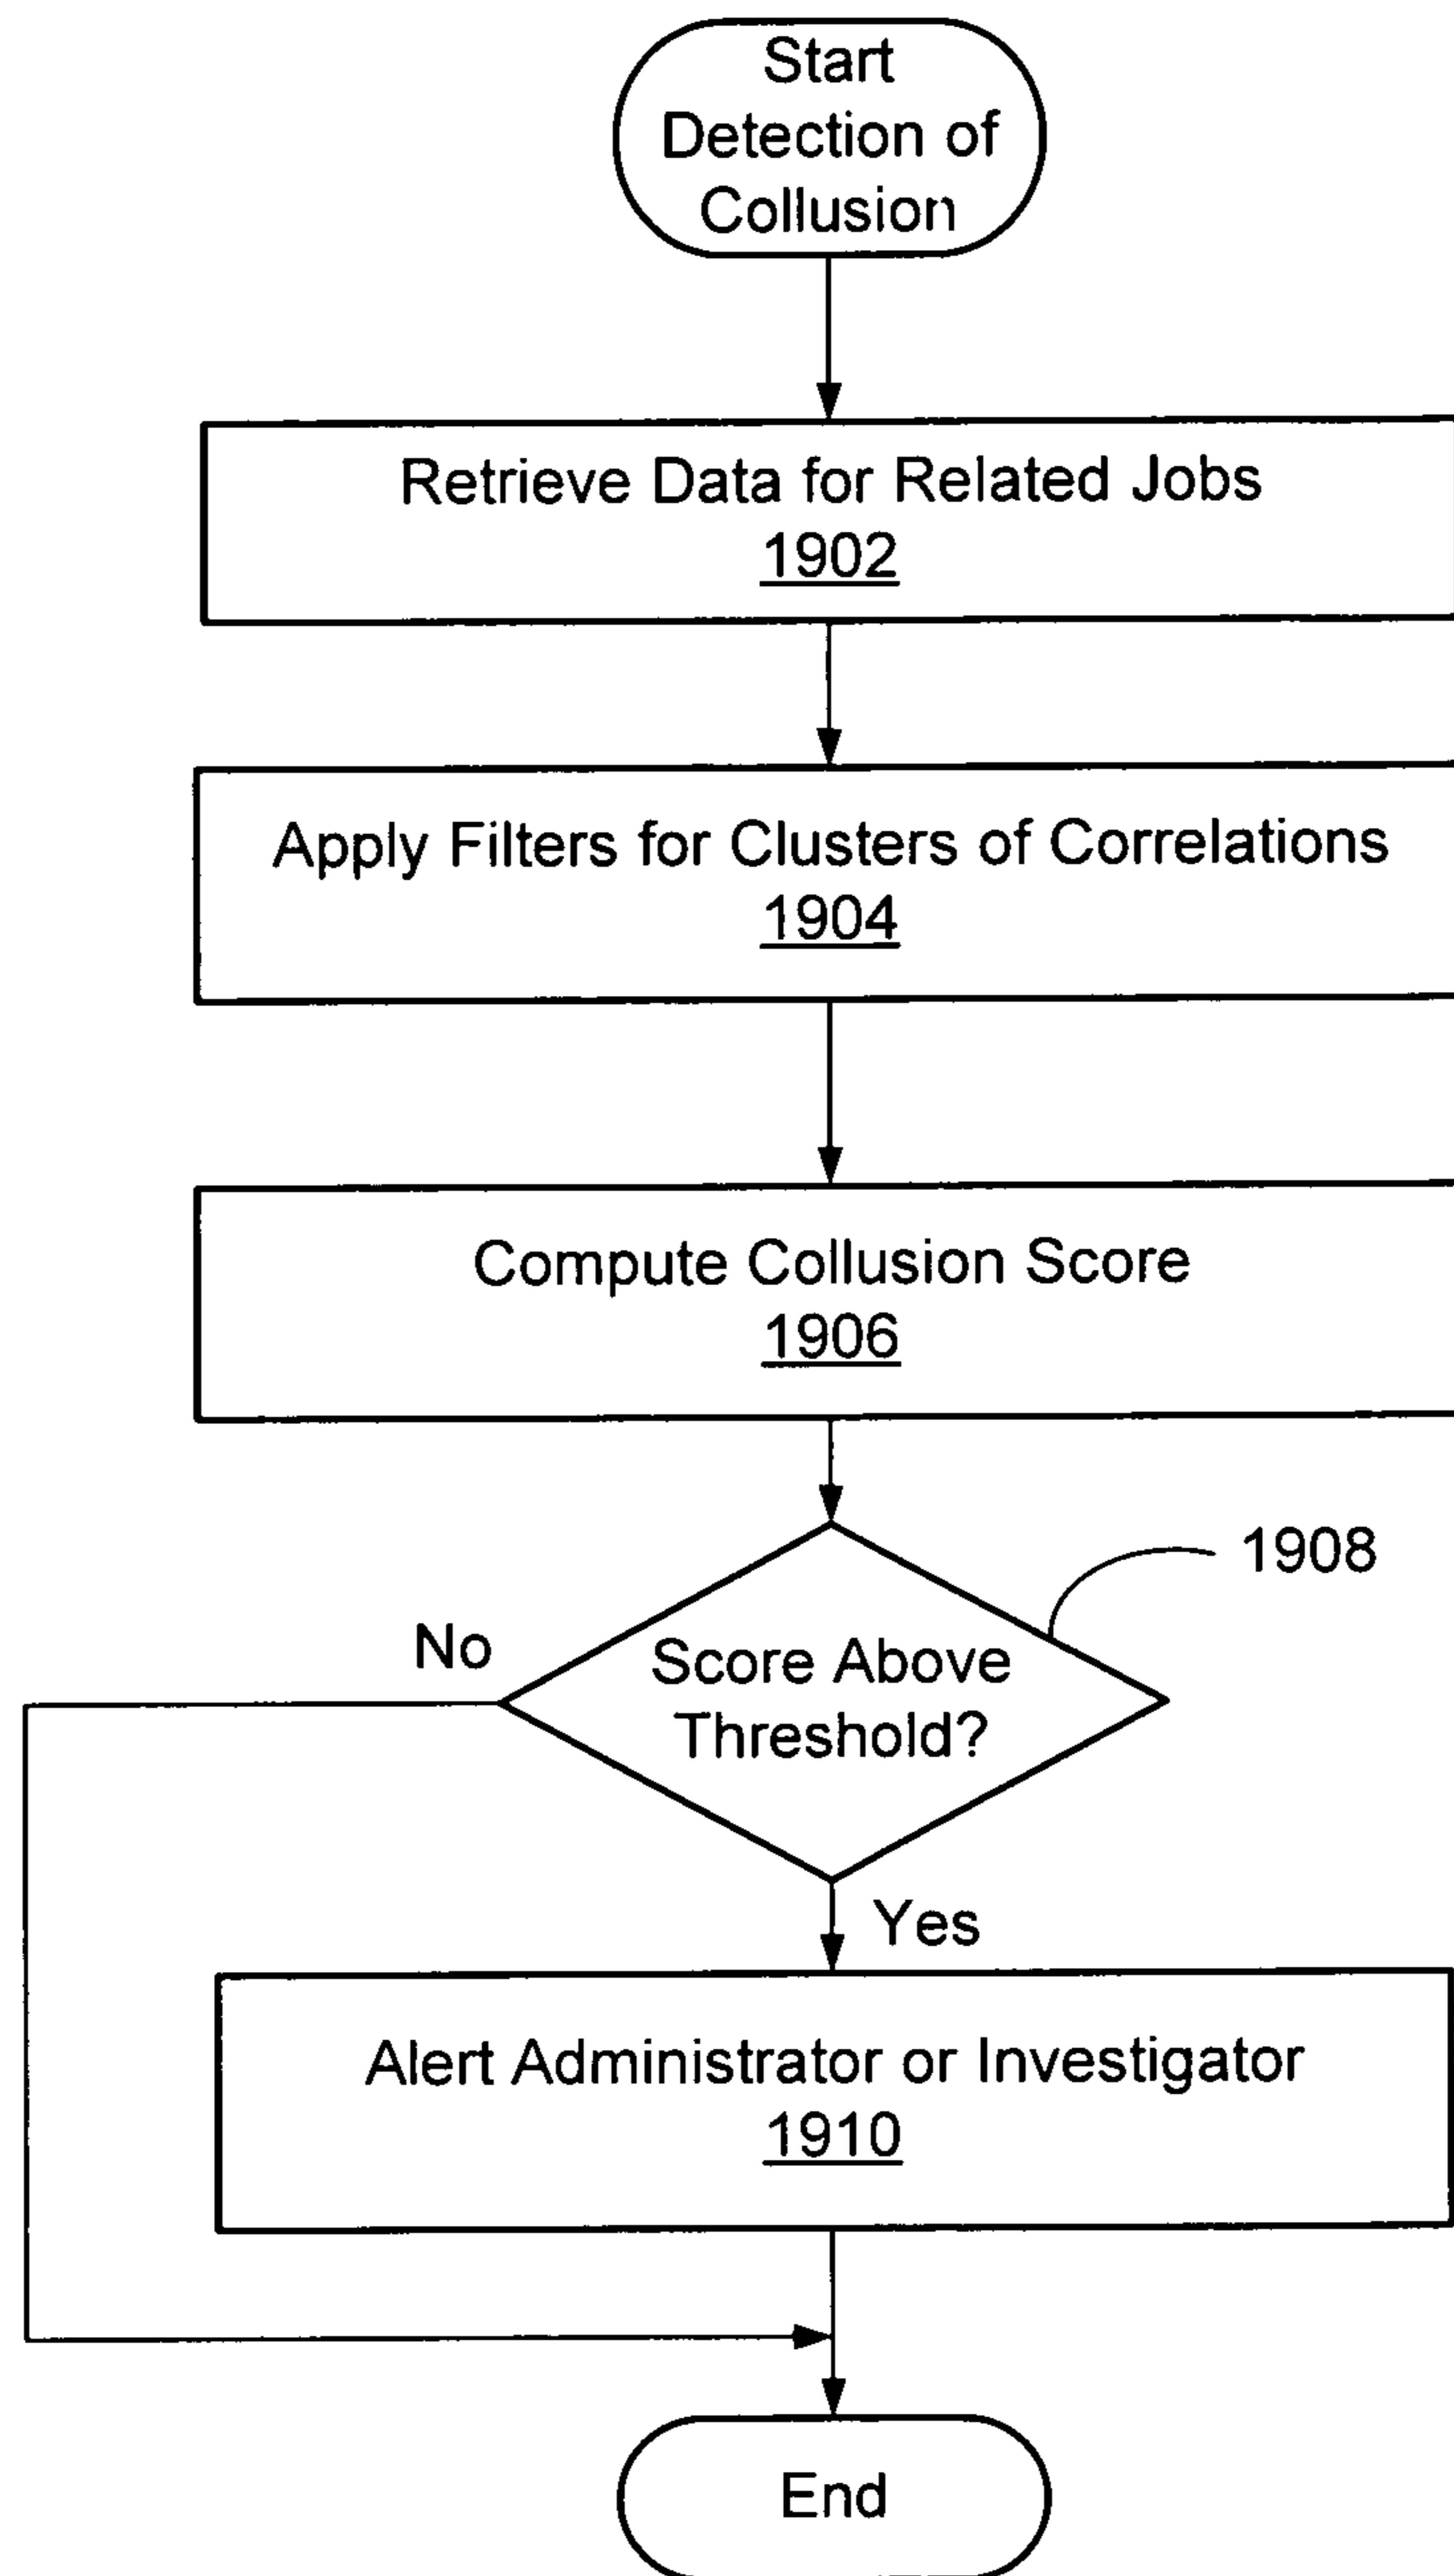 Start
Detection of
Collusion
Retrieve Data for Related Jobs
1902
Apply Filters for Clusters of Correlations
1904
Compute Collusion Score
1906
1908
No
Score Above
Threshold?
Yes
Alert Administrator or Investigator
1910
End